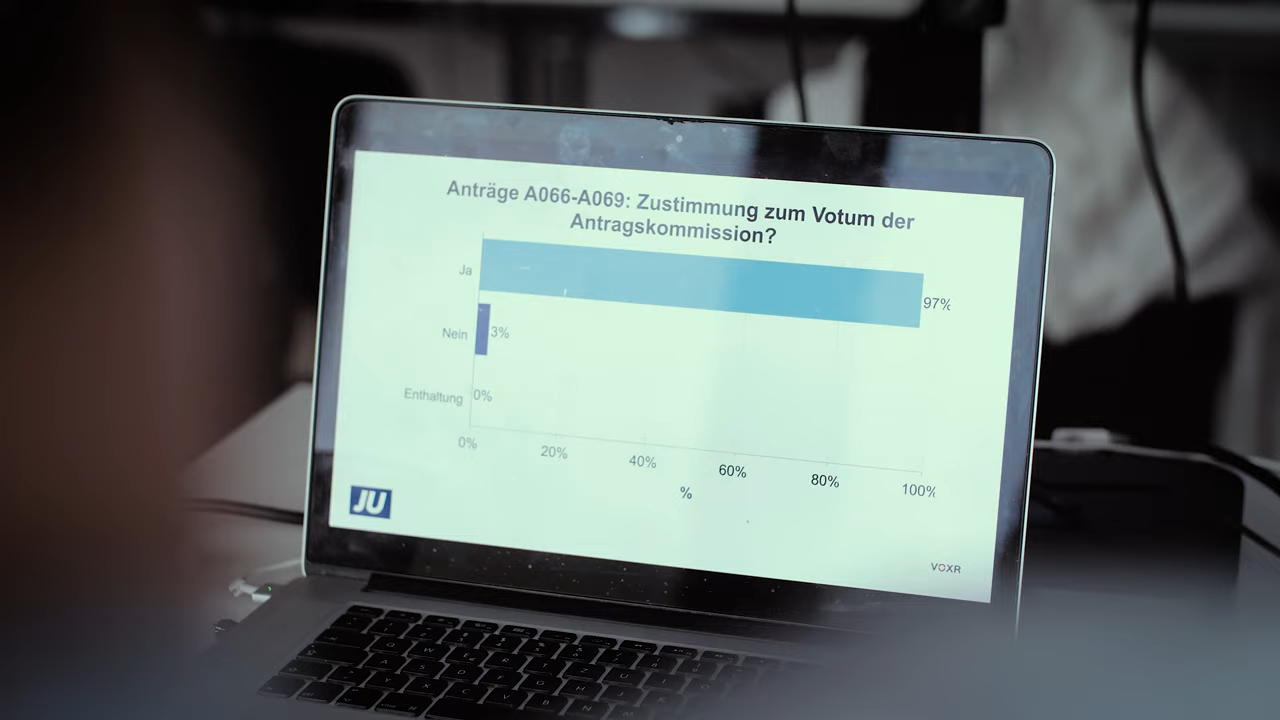 Anträge A066-A069: Zustimmung zum Votum der
Antragskommission?
Ja
97%
Nein
3%
Enthaltung
0%
0%
20%
40%
60%
80%
100%
%
JU
VOXR